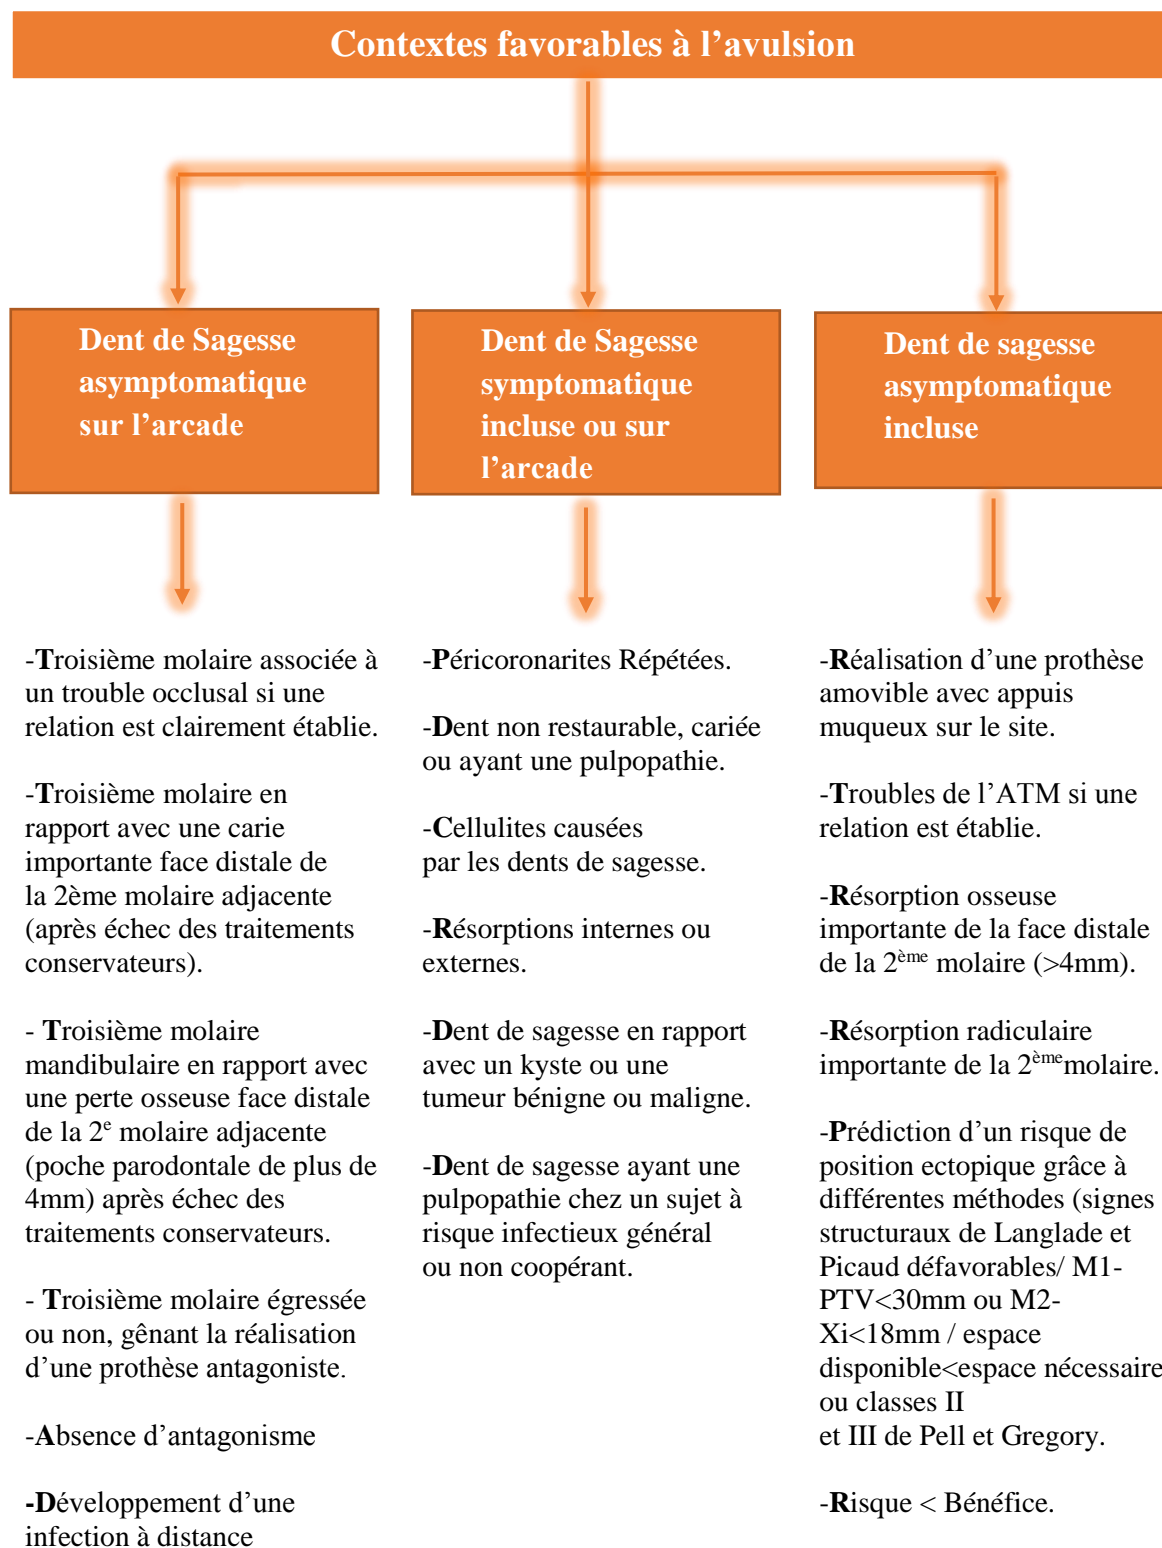 Contextes favorables à l’avulsion
Dent de Sagesse
asymptomatique
sur l’arcade
Dent de Sagesse
symptomatique
incluse ou sur
l’arcade
Dent de sagesse
asymptomatique
incluse
-Troisième molaire associée à
un trouble occlusal si une
relation est clairement établie.
-Troisième molaire en
rapport avec une carie
importante face distale de
la 2ème molaire adjacente
(après échec des traitements
conservateurs).
- Troisième molaire
mandibulaire en rapport avec
une perte osseuse face distale
de la 2e molaire adjacente
(poche parodontale de plus de
4mm) après échec des
traitements conservateurs.
- Troisième molaire égressée
ou non, gênant la réalisation
d’une prothèse antagoniste.
-Absence d’antagonisme
-Développement d’une
infection à distance
-Péricoronarites Répétées.
-Dent non restaurable, cariée
ou ayant une pulpopathie.
-Cellulites causées
par les dents de sagesse.
-Résorptions internes ou
externes.
-Dent de sagesse en rapport
avec un kyste ou une
tumeur bénigne ou maligne.
-Dent de sagesse ayant une
pulpopathie chez un sujet à
risque infectieux général
ou non coopérant.
-Réalisation d’une prothèse
amovible avec appuis
muqueux sur le site.
-Troubles de l’ATM si une
relation est établie.
-Résorption osseuse
importante de la face distale
de la 2ème molaire (>4mm).
-Résorption radiculaire
importante de la 2èmemolaire.
-Prédiction d’un risque de
position ectopique grâce à
différentes méthodes (signes
structuraux de Langlade et
Picaud défavorables/ M1-
PTV<30mm ou M2-
Xi<18mm / espace
disponible<espace nécessaire
ou classes II
et III de Pell et Gregory.
-Risque < Bénéfice.